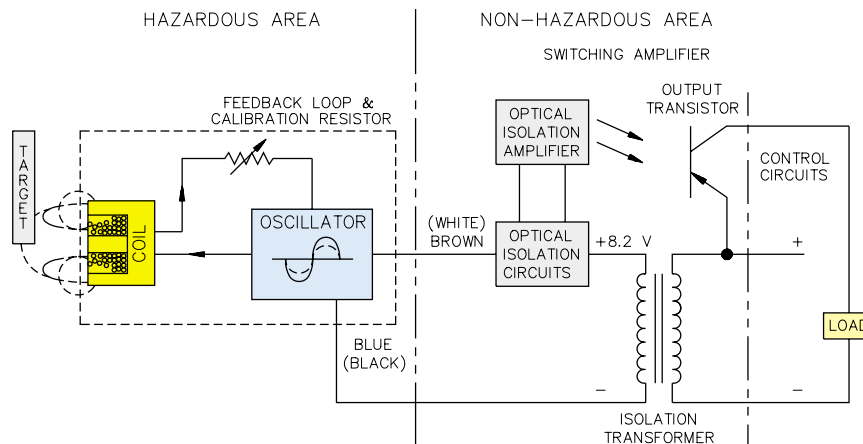 HAZARDOUS AREA
NON-HAZARDOUS AREA
SWITCHING AMPLIFIER
FEEDBACK LOOP &
CALIBRATION RESISTOR
OUTPUT
TRANSISTOR
OPTICAL
ISOLATION
AMPLIFIER
CONTROL
CIRCUITS
TARGET
COIL
OSCILLATOR
(WHITE)
BROWN
OPTICAL
ISOLATION
CIRCUITS
+8.2 V
+
LOAD
BLUE
(BLACK)
–
–
ISOLATION
TRANSFORMER